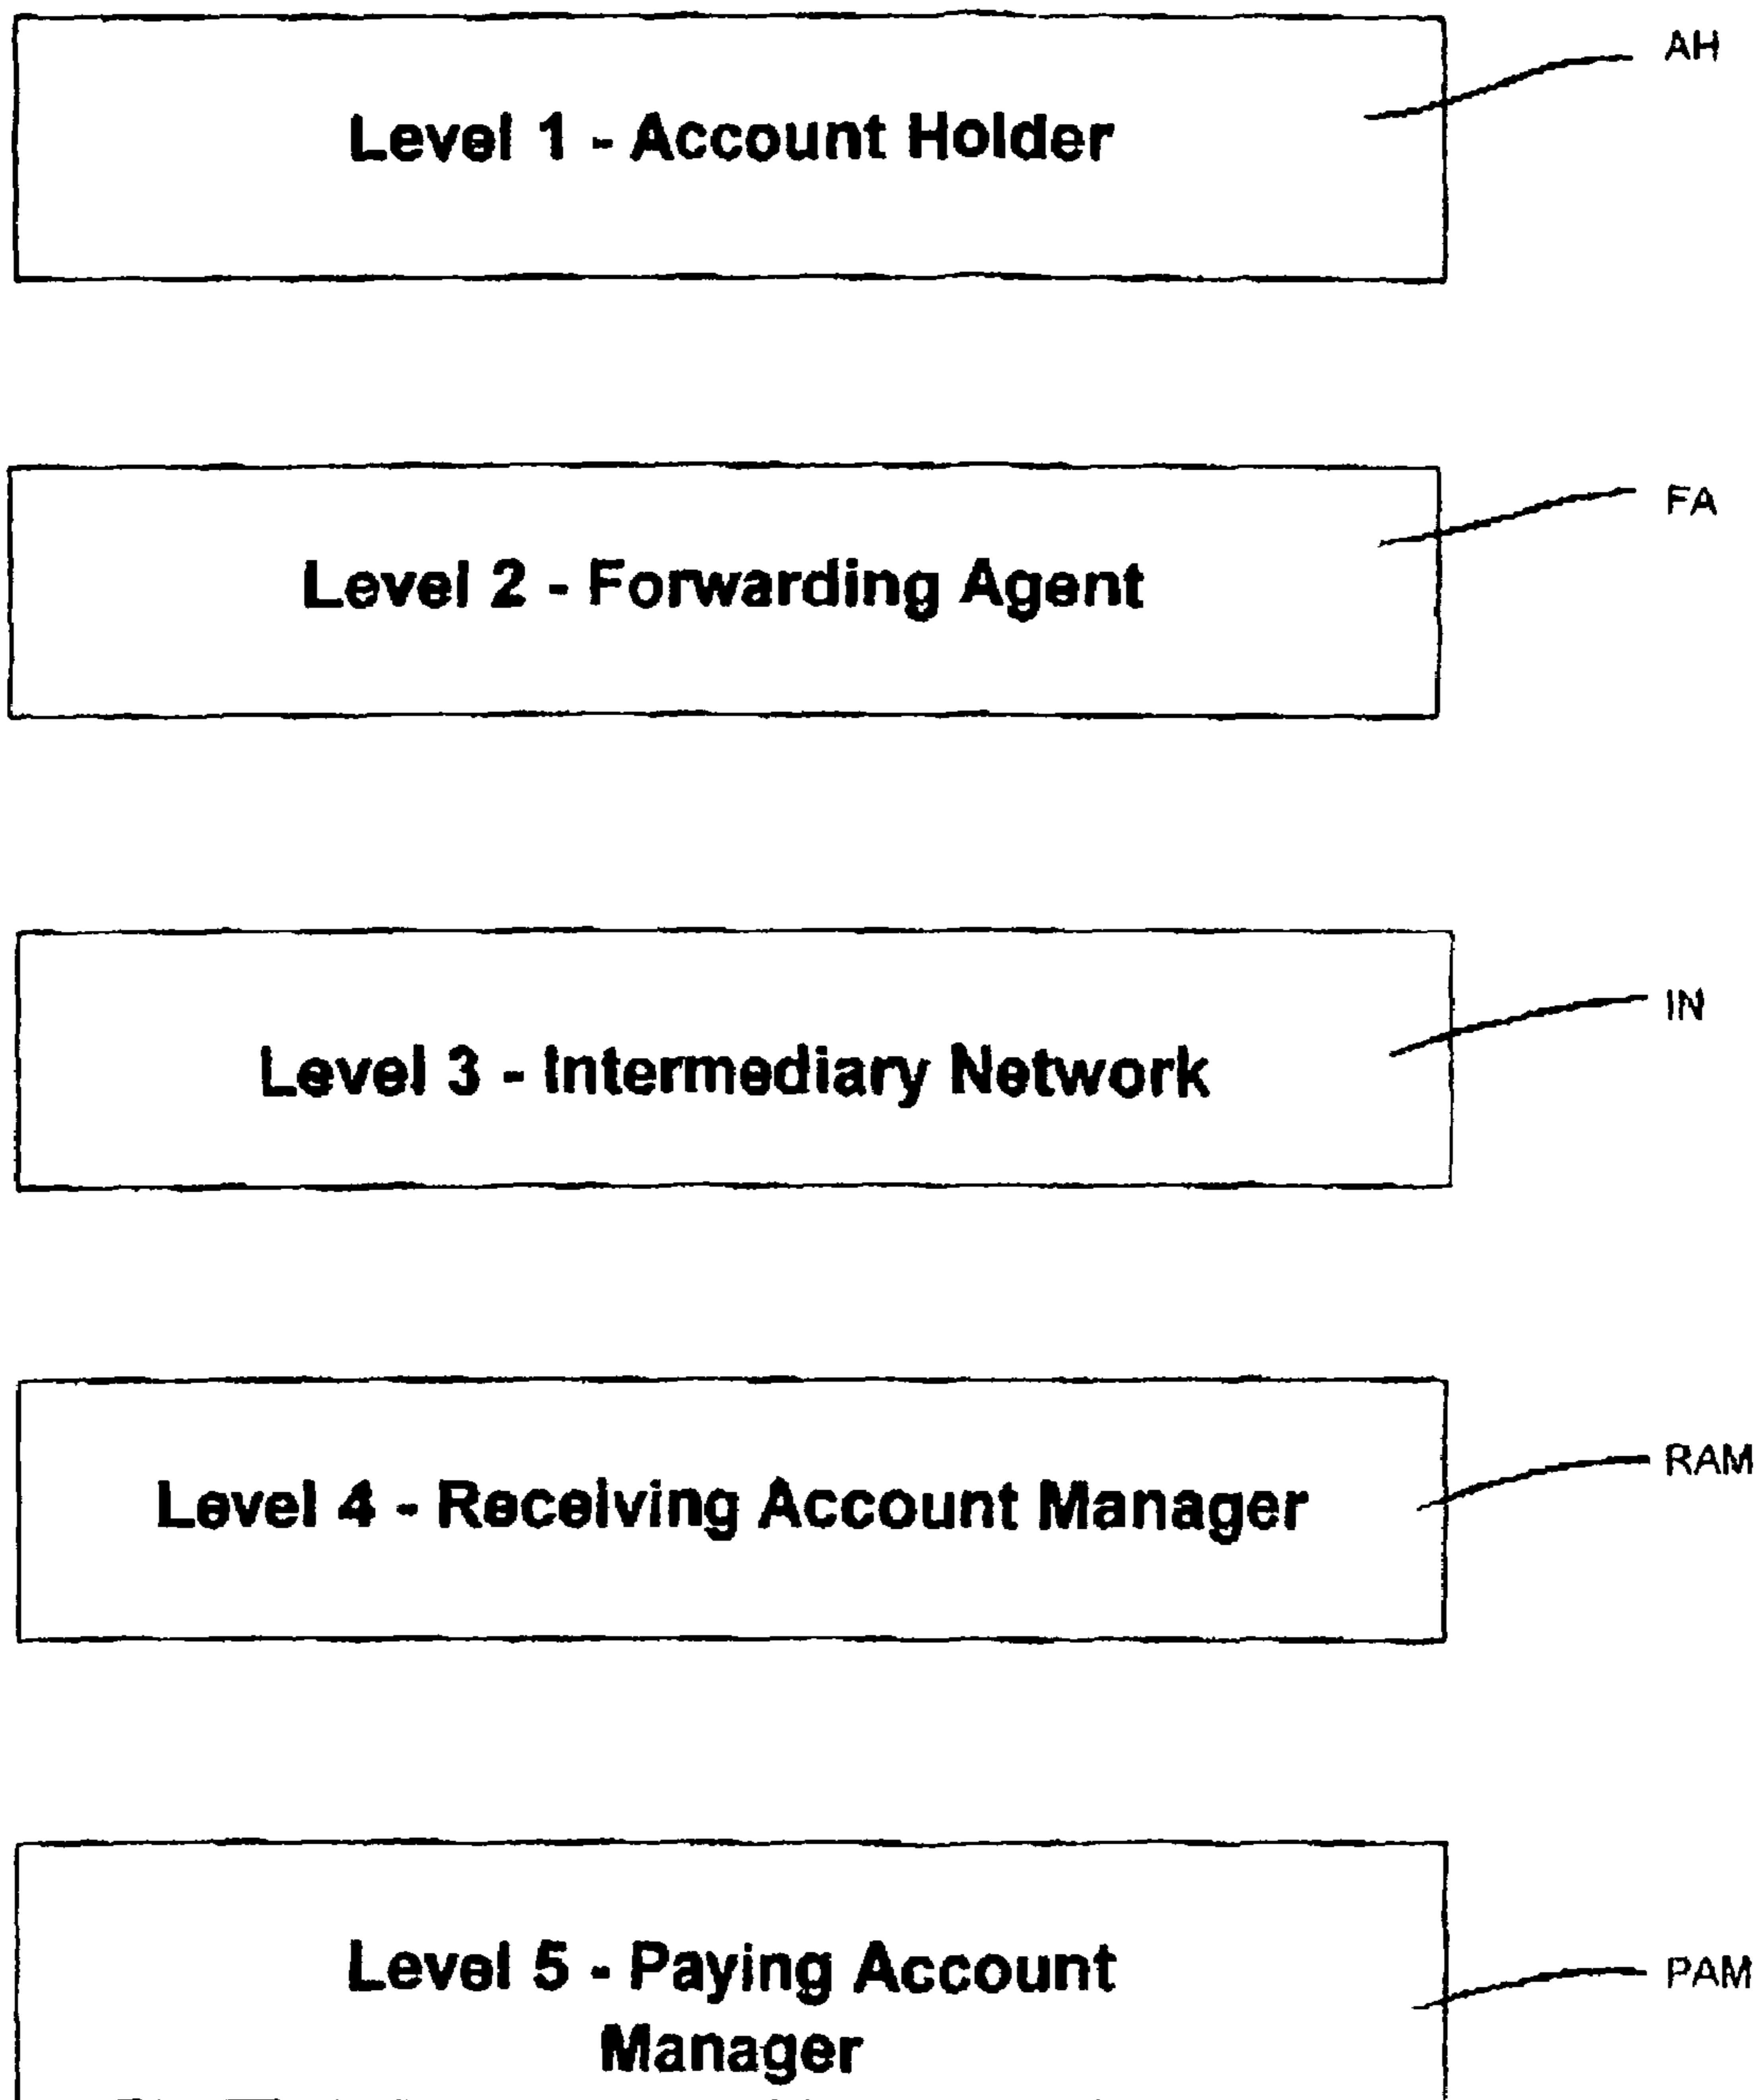 AH
Level 1 - Account Holder
FA
Level 2 - Forwarding Agent
IN
Level 3 - Intermediary Network
RAM
Level 4 - Receiving Account Manager
PAM
Level 5 - Paying Account
Manager